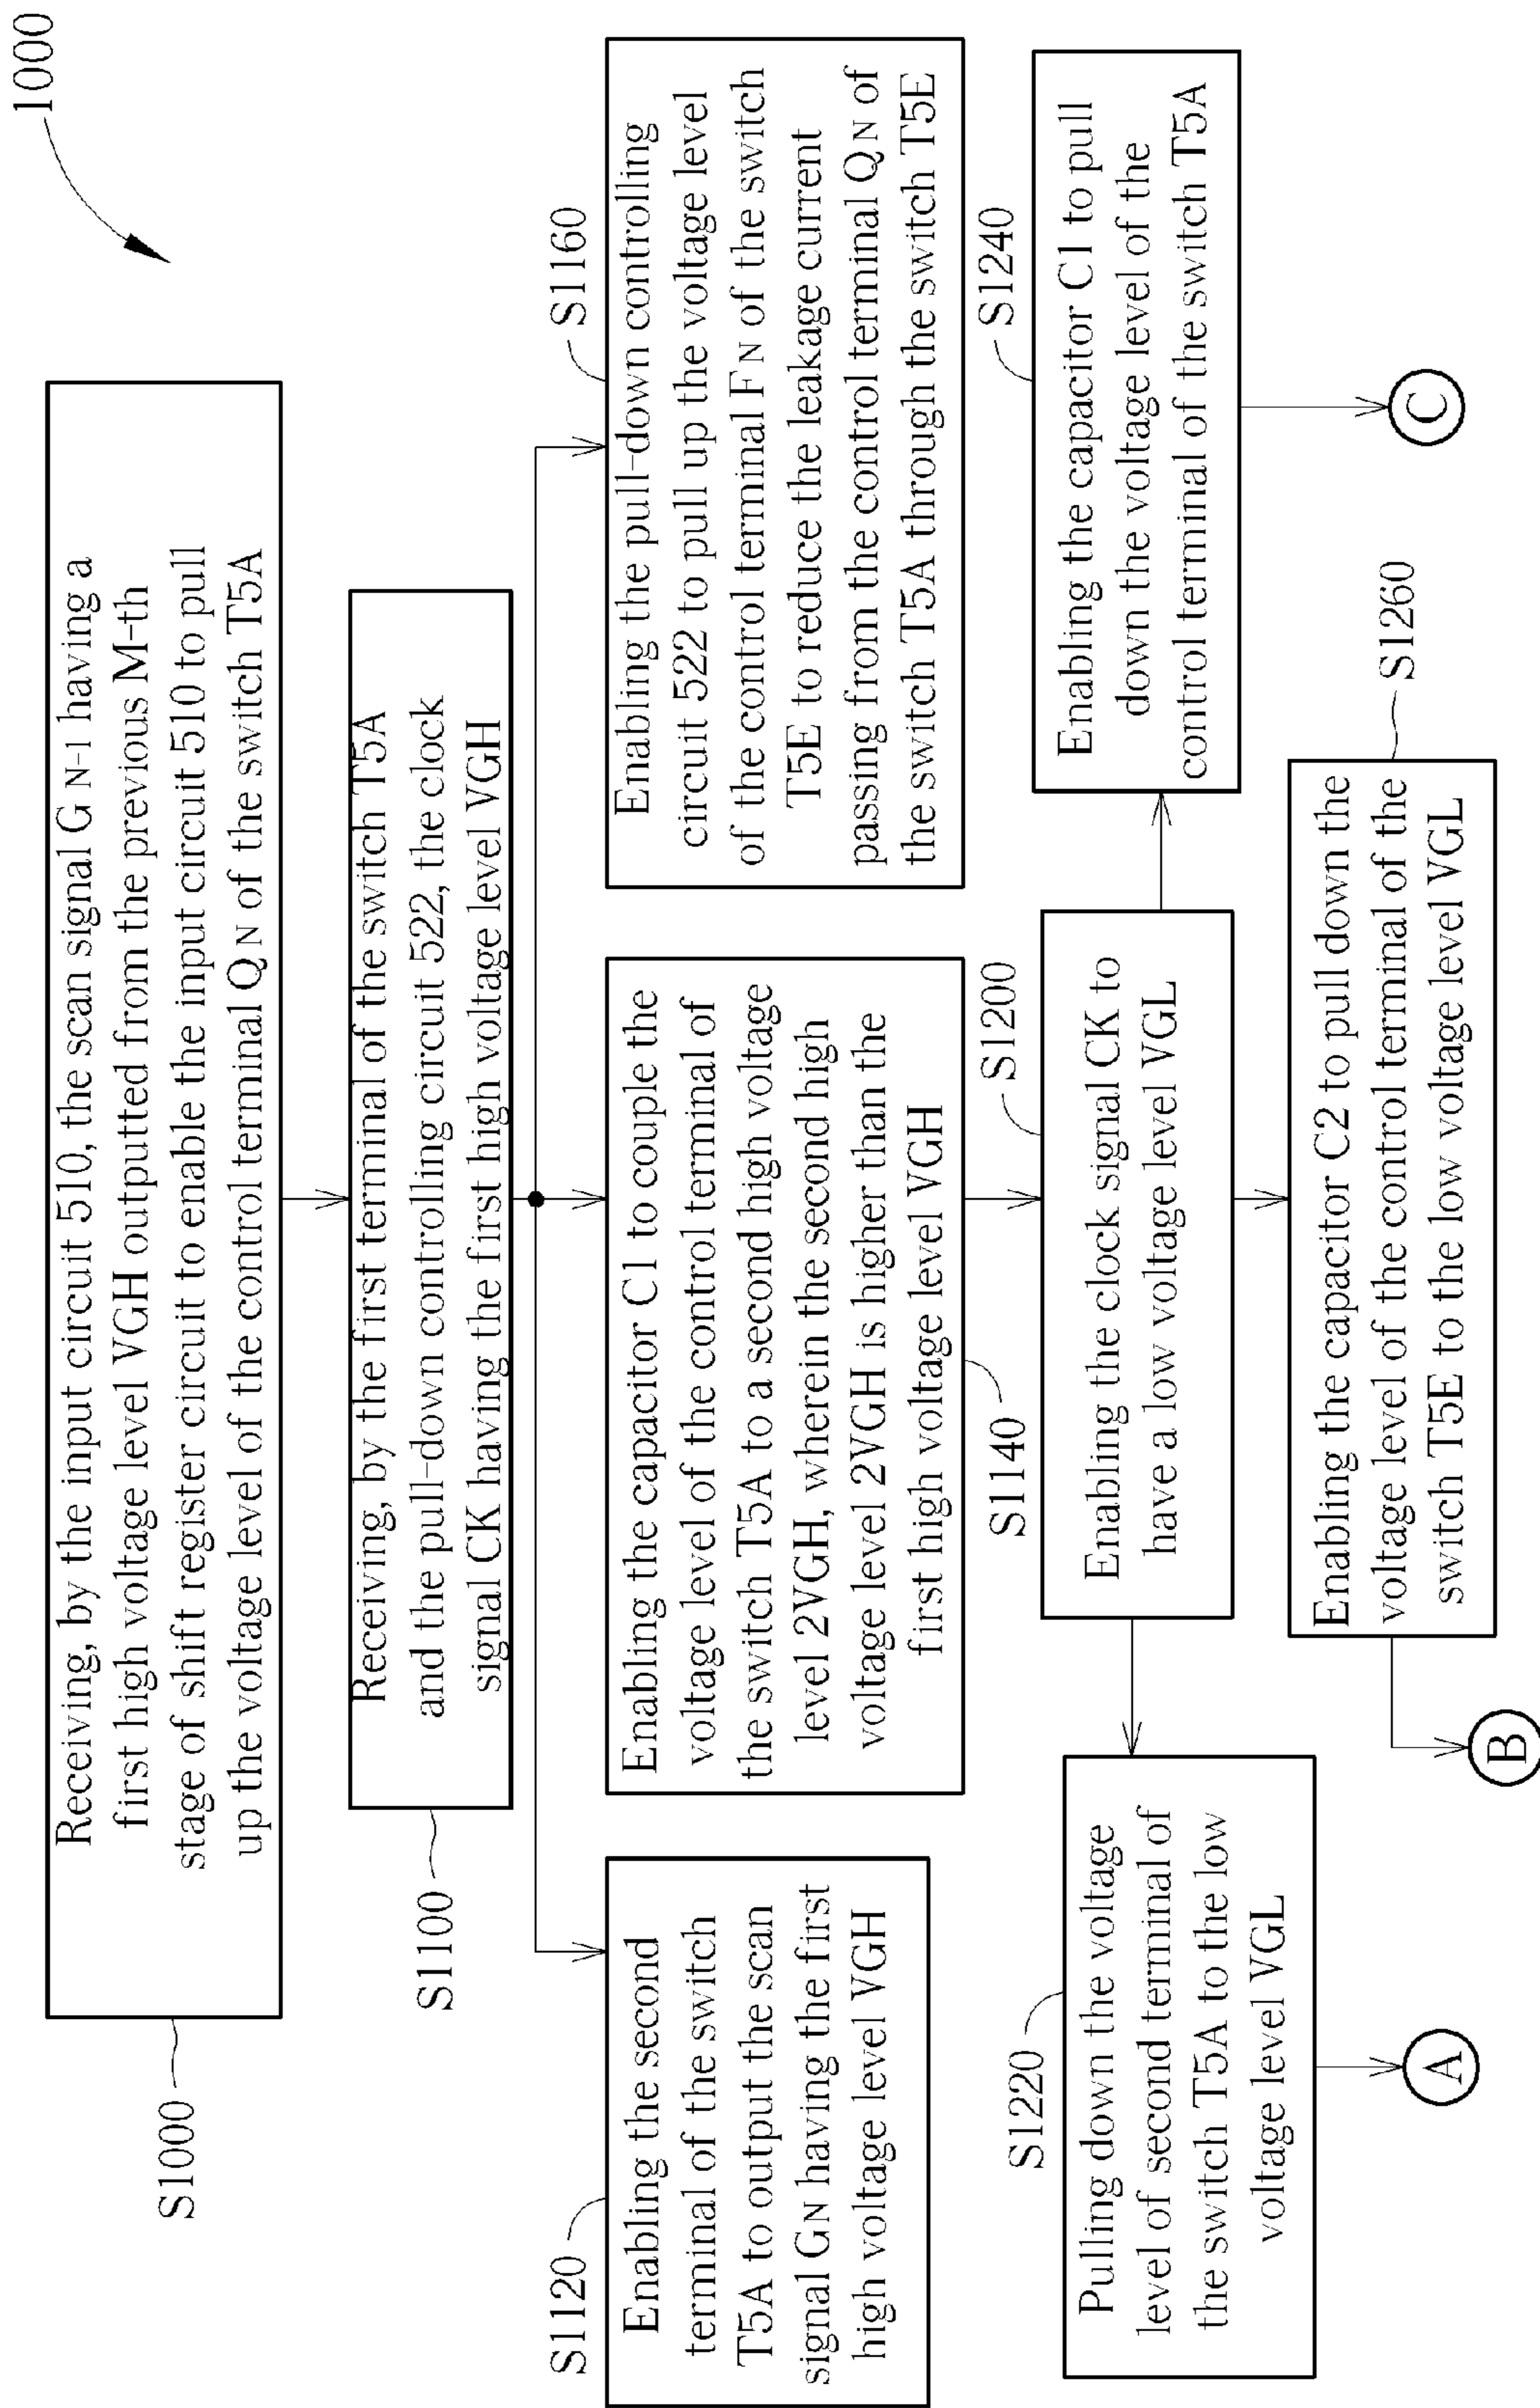 1000
S1000
Receiving, by the input circuit 510, the scan signal GN-1 having a
first high voltage level VGH outputted from the previous M-th
stage of shift register circuit to enable the input circuit 510 to pull
up the voltage level of the control terminal QN of the switch T5A
S1100
Receiving, by the first terminal of the switch T5A
and the pull-down controlling circuit 522, the clock
signal CK having the first high voltage level VGH
S1120
Enabling the second
terminal of the switch
T5A to output the scan
signal GN having the first
high voltage level VGH
Enabling the capacitor C1 to couple the
voltage level of the control terminal of
the switch T5A to a second high voltage
level 2VGH, wherein the second high
voltage level 2VGH is higher than the
first high voltage level VGH
S1140
S1160
Enabling the pull-down controlling
circuit 522 to pull up the voltage level
of the control terminal FN of the switch
T5E to reduce the leakage current
passing from the control terminal QN of
the switch T5A through the switch T5E
S1200
Enabling the clock signal CK to
have a low voltage level VGL
S1220
Pulling down the voltage
level of second terminal of
the switch T5A to the low
voltage level VGL
A
S1240
Enabling the capacitor C1 to pull
down the voltage level of the
control terminal of the switch T5A
C
S1260
Enabling the capacitor C2 to pull down the
voltage level of the control terminal of the
switch T5E to the low voltage level VGL
B